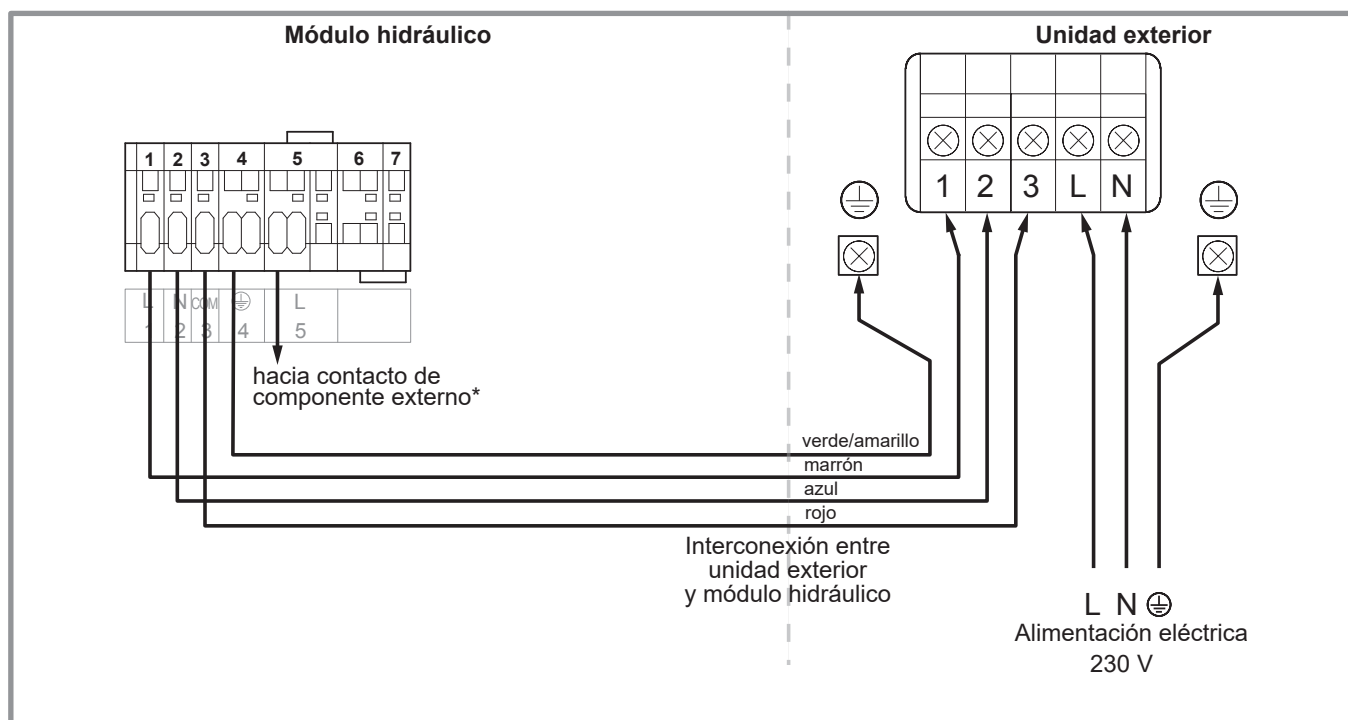 Módulo hidráulico
Unidad exterior
1 2 3 4 5 6 7
1 2 3 L N
L N COM L
1 2 3 4 5
hacia contacto de
componente externo*
verde/amarillo
marrón
azul
rojo
Interconexión entre
unidad exterior
y módulo hidráulico
L N
Alimentación eléctrica
230 V